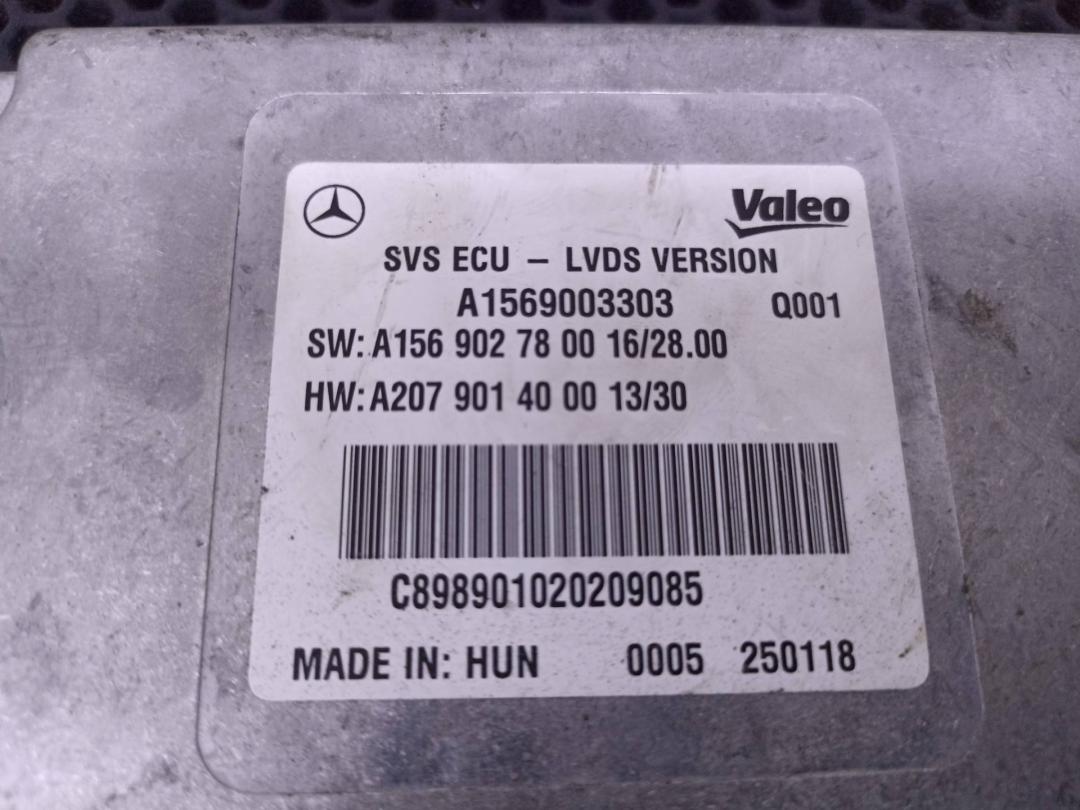 Valeo
SVS ECU – LVDS VERSION
A1569003303 Q001
SW: A156 902 78 00 16/28.00
HW: A207 901 40 00 13/30
C898901020209085
MADE IN: HUN 0005 250118